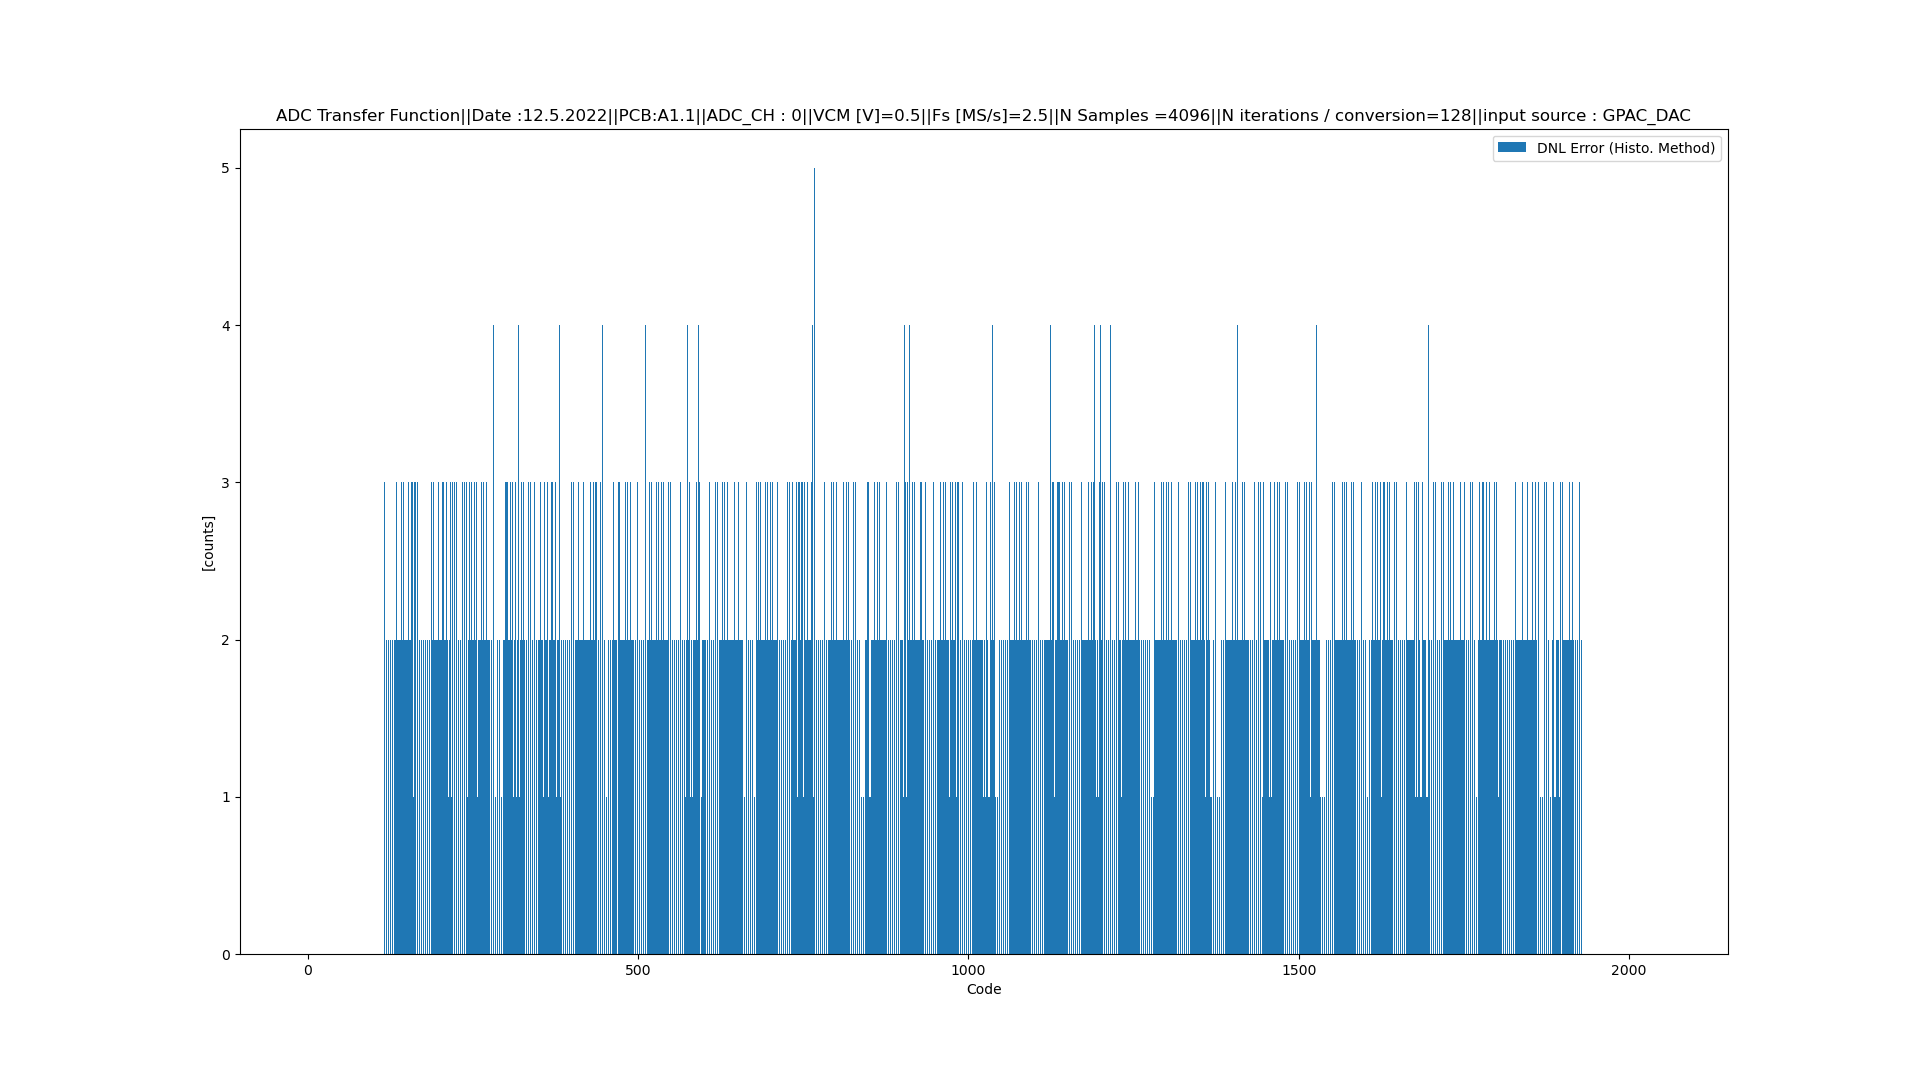 ADC Transfer Function||Date :12.5.2022||PCB:A1.1||ADC_CH : 0||VCM [V]=0.5||Fs [MS/s]=2.5||N Samples =4096||N iterations / conversion=128||input source : GPAC_DAC
DNL Error (Histo. Method)
5
4
3
2
1
0
[counts]
0 500 1000 1500 2000
Code